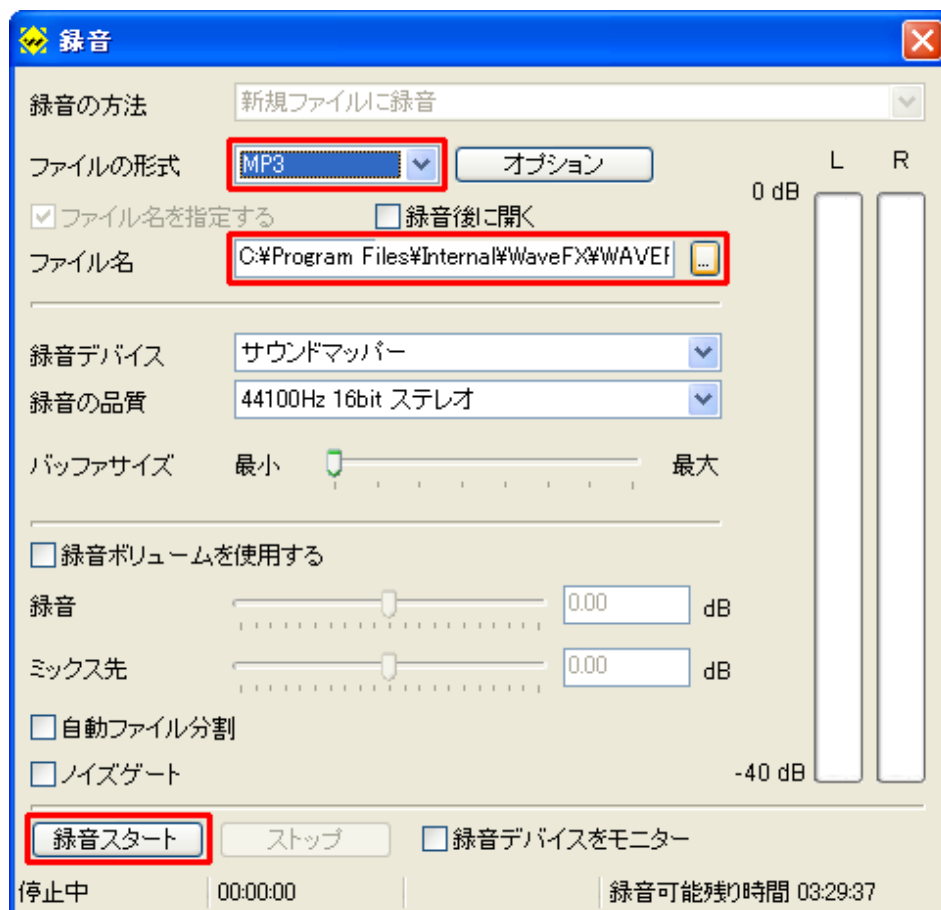 録音
録音の方法 新規ファイルに録音
ファイルの形式 MP3 オプション
L R
0 dB
ファイル名を指定する 録音後に開く
ファイル名 C:¥Program Files¥Internal¥WaveFX¥WAVEF ...
録音デバイス サウンドマッパー
録音の品質 44100Hz 16bit ステレオ
バッファサイズ 最小 最大
録音ボリュームを使用する
録音 0.00 dB
ミックス先 0.00 dB
自動ファイル分割
ノイズゲート
-40 dB
録音スタート ストップ 録音デバイスをモニター
停止中 00:00:00 録音可能残り時間 03:29:37